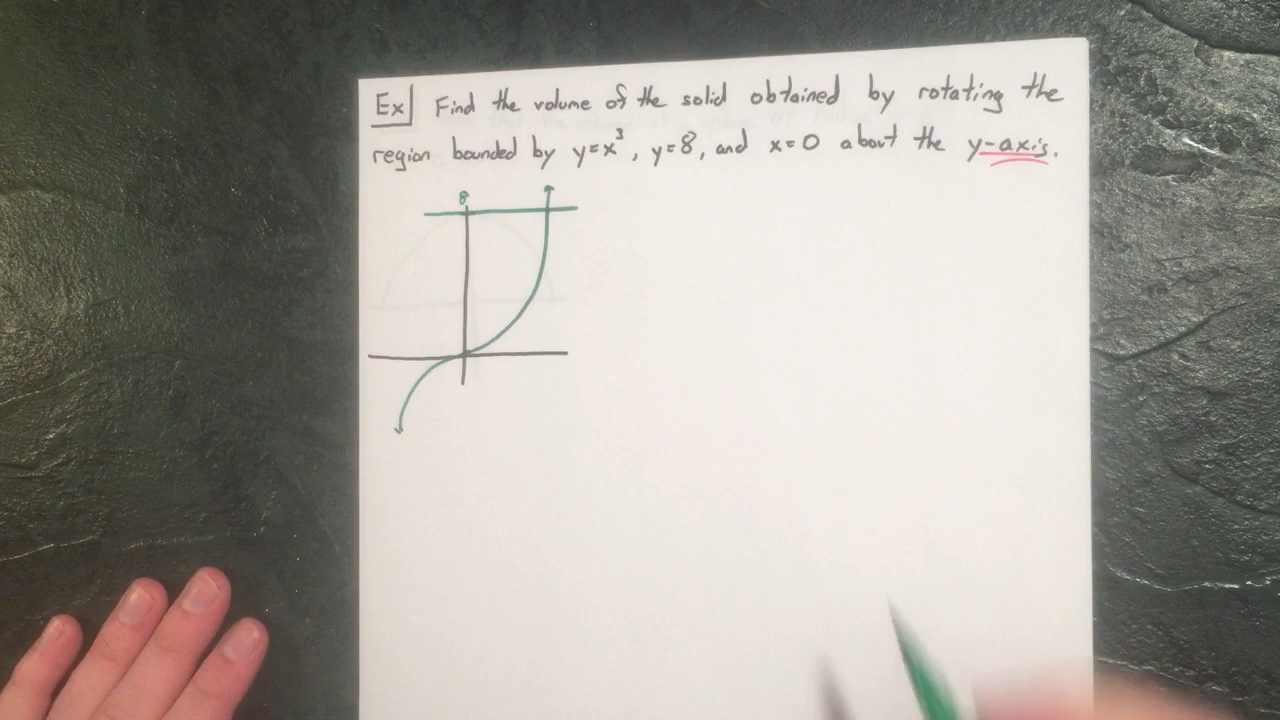 Ex Find the volume of the solid obtained by rotating the
region bounded by y=x³, y=8, and x=0 about the y-axis.
8